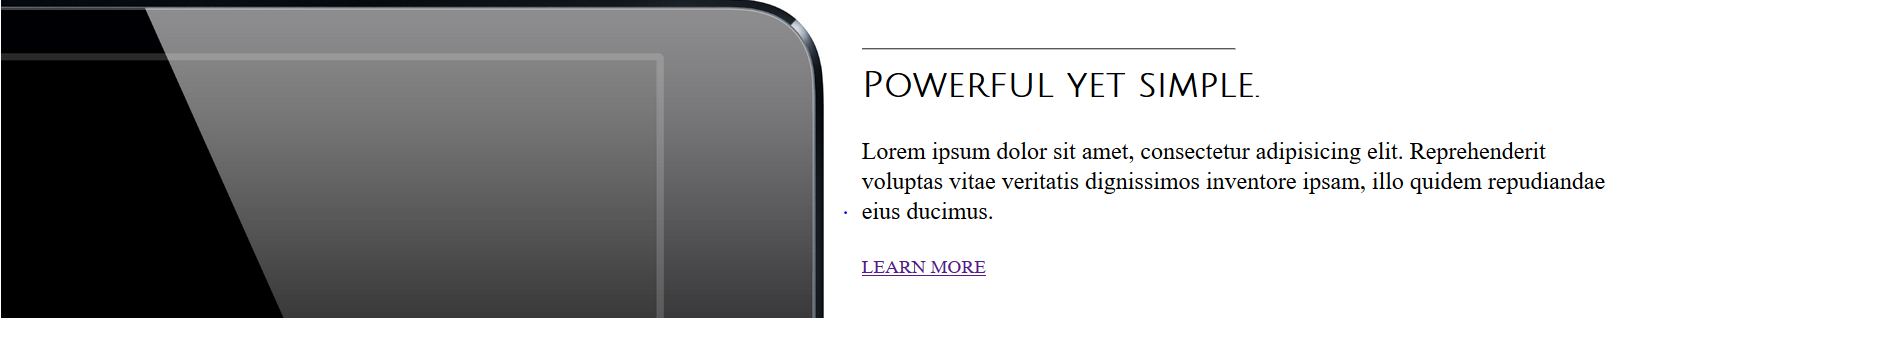 Powerful yet simple.
Lorem ipsum dolor sit amet, consectetur adipisicing elit. Reprehenderit
voluptas vitae veritatis dignissimos inventore ipsam, illo quidem repudiandae
eius ducimus.
LEARN MORE